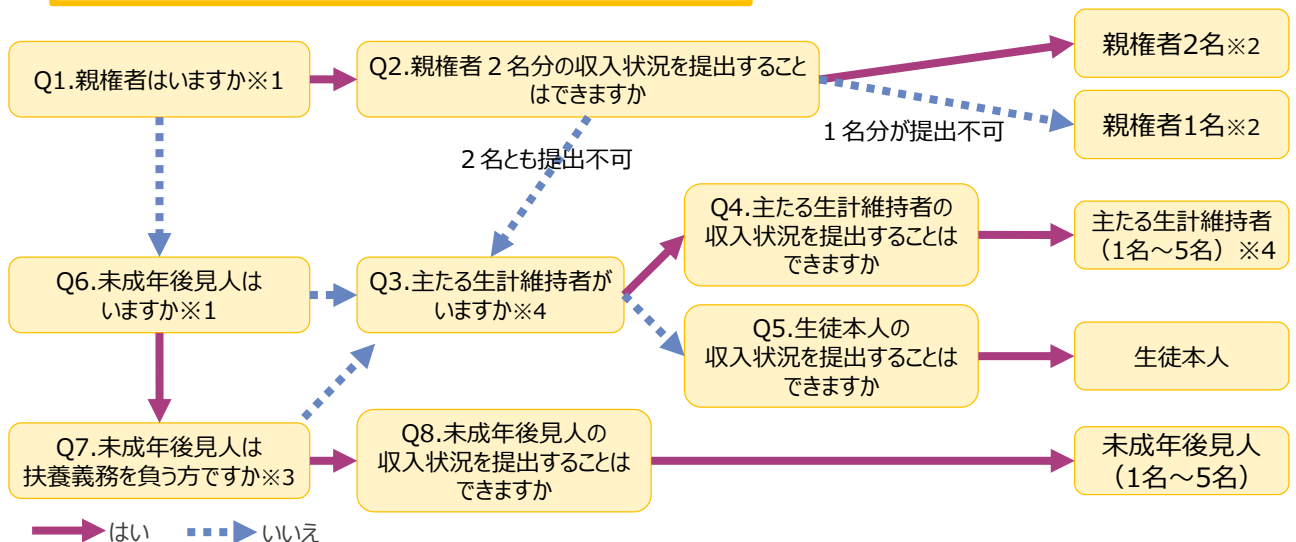 Q1.親権者はいますか※1
Q2.親権者２名分の収入状況を提出すること
はできますか
親権者2名※2
親権者1名※2
１名分が提出不可
２名とも提出不可
Q6.未成年後見人は
いますか※1
Q3.主たる生計維持者が
いますか※4
Q4.主たる生計維持者の
収入状況を提出することは
できますか
主たる生計維持者
（1名～5名）※4
Q5.生徒本人の
収入状況を提出することは
できますか
生徒本人
Q7.未成年後見人は
扶養義務を負う方ですか※3
Q8.未成年後見人の
収入状況を提出することは
できますか
未成年後見人
（1名～5名）
はい
いいえ